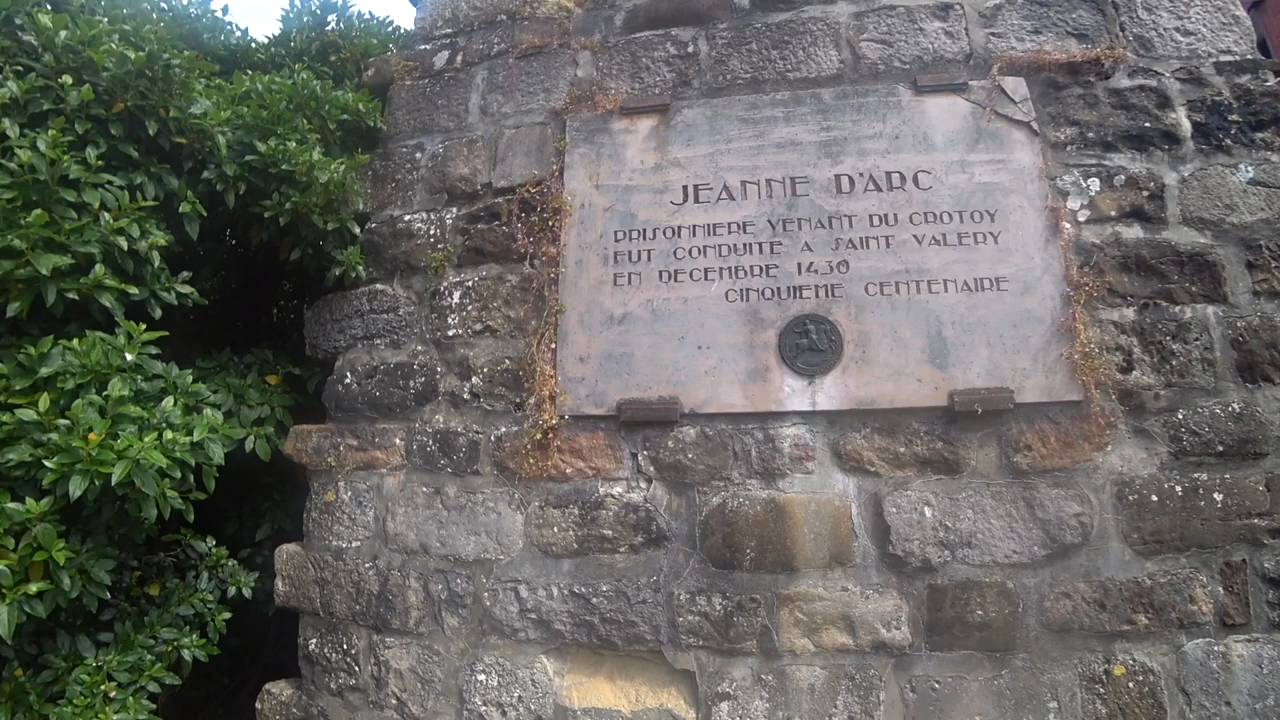 JEANNE D'ARC
PRISONNIERE VENANT DU CROTOY
FUT CONDUITE A SAINT VALERY
EN DECEMBRE 1430
CINQUIEME CENTENAIRE